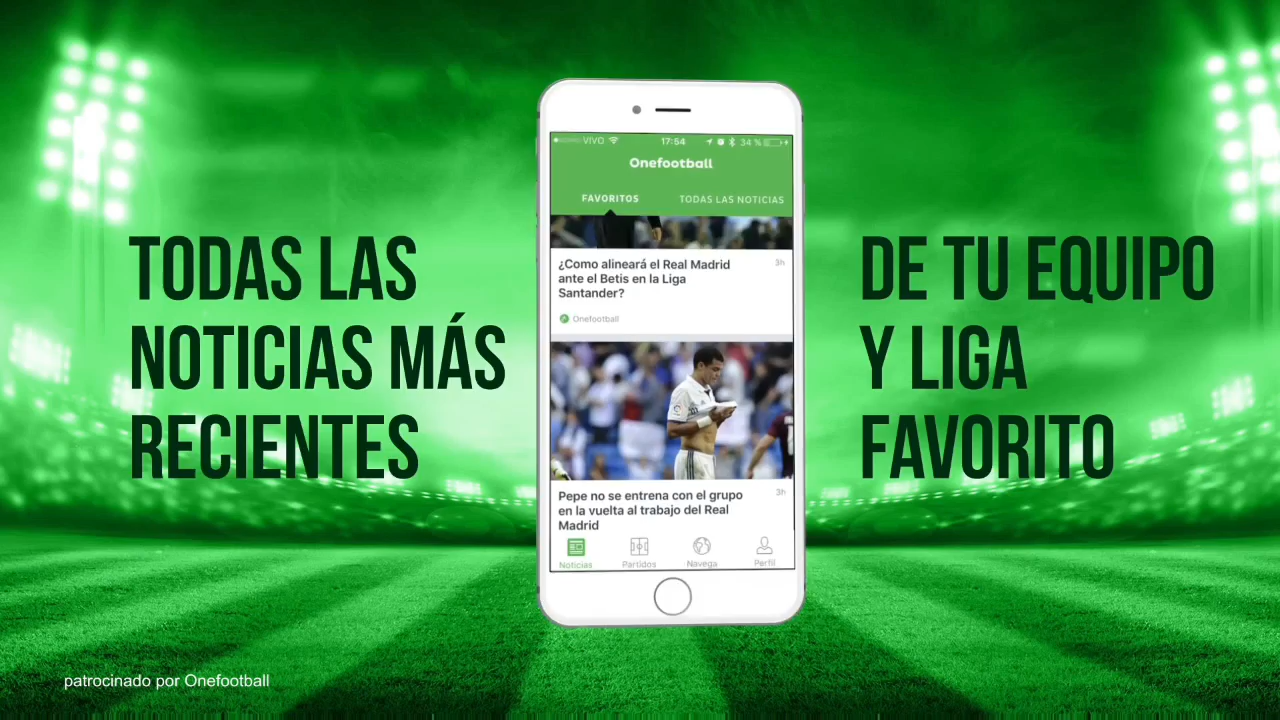 TODAS LAS
NOTICIAS MÁS
RECIENTES
VIVO 17:54 34 %
Onefootball
FAVORITOS TODAS LAS NOTICIAS
¿Como alineará el Real Madrid
ante el Betis en la Liga
Santander?
3h
Onefootball
Pepe no se entrena con el grupo
en la vuelta al trabajo del Real
Madrid
3h
Noticias Partidos Navega Perfil
DE TU EQUIPO
Y LIGA
FAVORITO
patrocinado por Onefootball